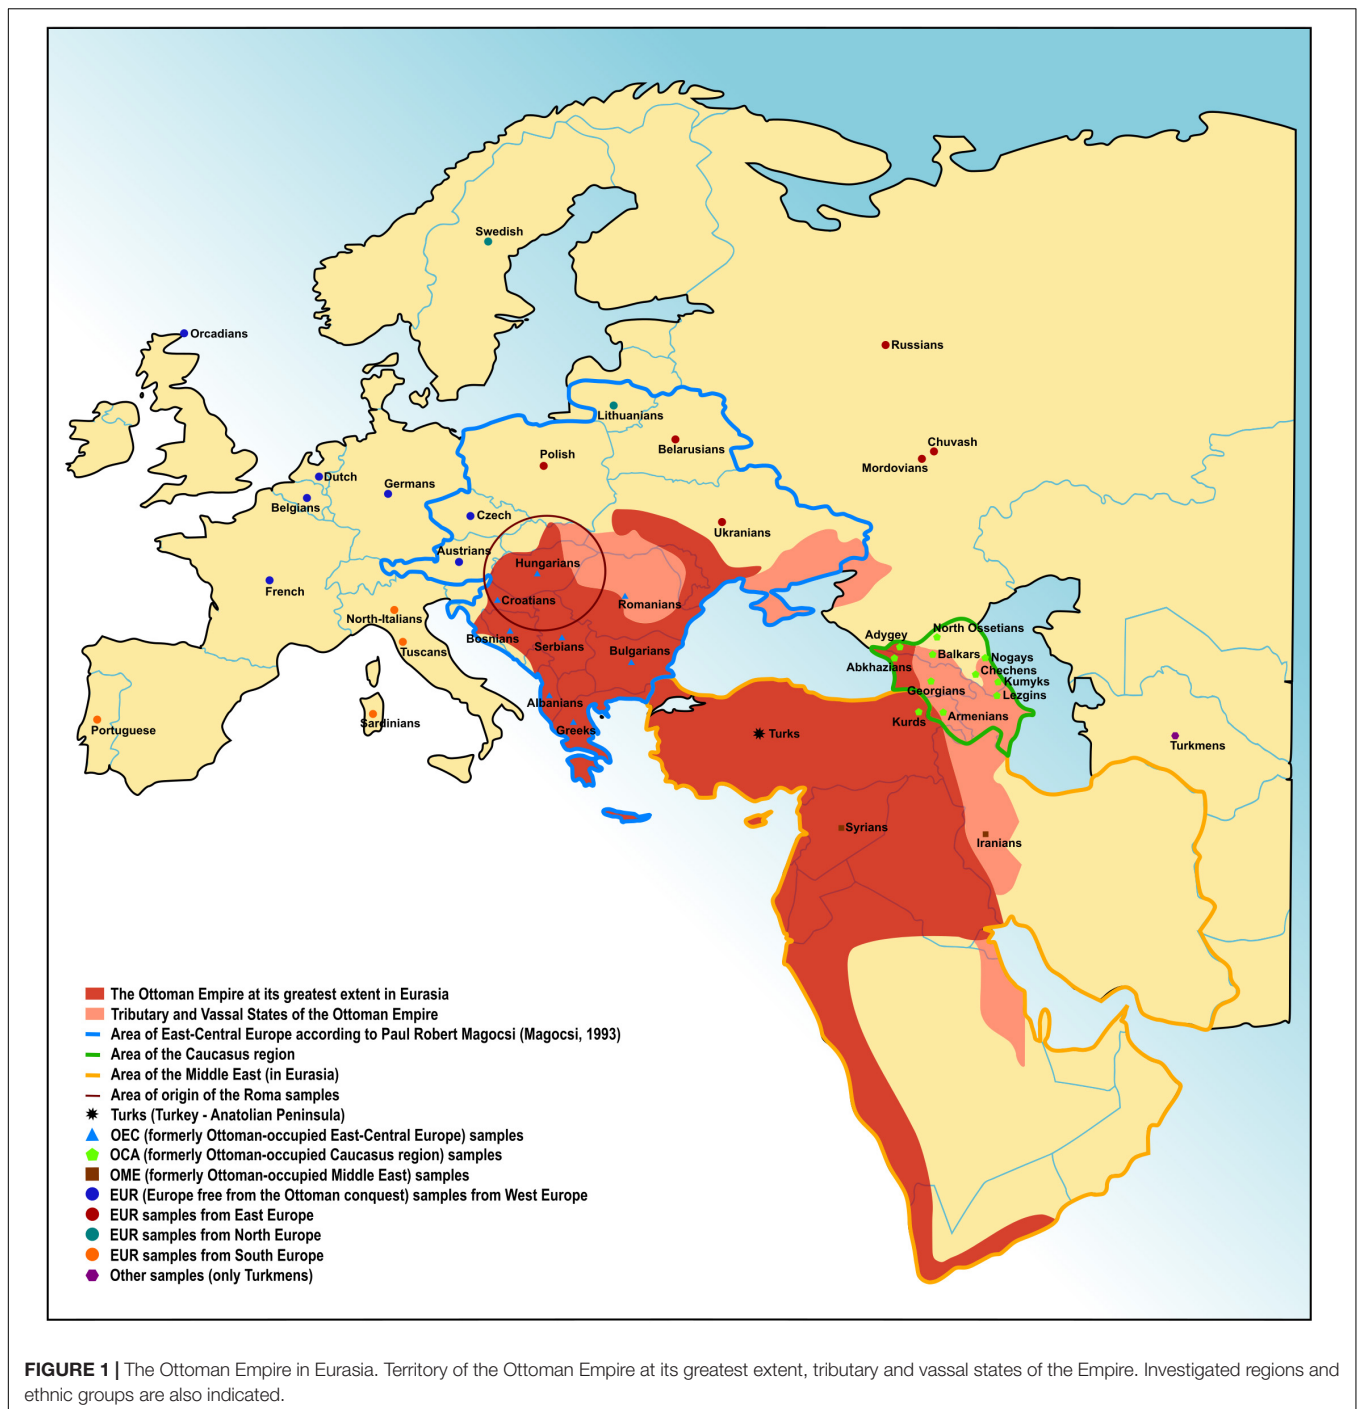 Swedish
Orcadians
Russians
Lithuanians
Belarusians
Chuvash
Mordovians
Polish
Dutch
Germans
Belgians
Czech
Ukranians
Austrians
Hungarians
French
Croatians
Romanians
North-Italians
Bosnians
Serbians
Tuscans
Bulgarians
Adygey
North Ossetians
Abkhazians
Balkars
Nogays
Chechens
Kumyks
Georgians
Lezgins
Albanians
Portuguese
Sardinians
Greeks
Kurds
Armenians
Turks
Turkmens
Syrians
Iranians
The Ottoman Empire at its greatest extent in Eurasia
Tributary and Vassal States of the Ottoman Empire
Area of East-Central Europe according to Paul Robert Magocsi (Magocsi, 1993)
Area of the Caucasus region
Area of the Middle East (in Eurasia)
Area of origin of the Roma samples
Turks (Turkey - Anatolian Peninsula)
OEC (formerly Ottoman-occupied East-Central Europe) samples
OCA (formerly Ottoman-occupied Caucasus region) samples
OME (formerly Ottoman-occupied Middle East) samples
EUR (Europe free from the Ottoman conquest) samples from West Europe
EUR samples from East Europe
EUR samples from North Europe
EUR samples from South Europe
Other samples (only Turkmens)
FIGURE 1 | The Ottoman Empire in Eurasia. Territory of the Ottoman Empire at its greatest extent, tributary and vassal states of the Empire. Investigated regions and
ethnic groups are also indicated.